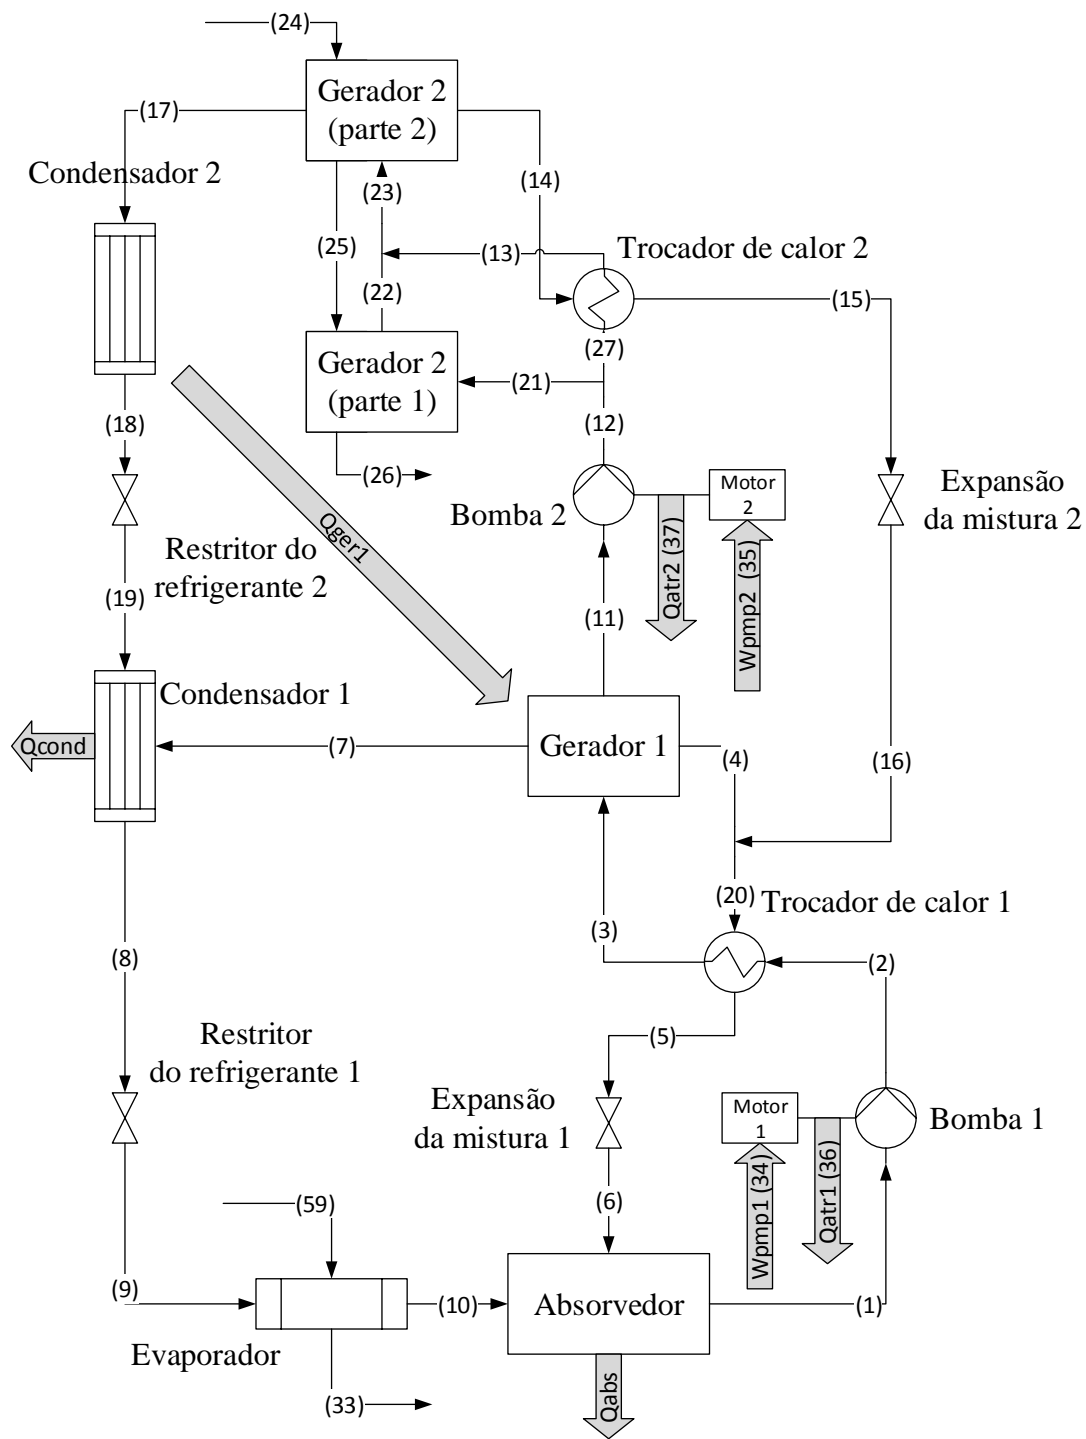 (24)
Gerador 2
(parte 2)
(17)
Condensador 2
(23)
(14)
(25)
(13)
Trocador de calor 2
(22)
(15)
(27)
Gerador 2
(parte 1)
(21)
(18)
(12)
(26)
Bomba 2
Motor
2
Expansão
da mistura 2
Qger1
Restritor do
refrigerante 2
Qatr2 (37)
Wpmp2 (35)
(19)
(11)
Condensador 1
Qcond
(7)
Gerador 1
(4)
(16)
(20)
Trocador de calor 1
(3)
(8)
(2)
(5)
Restritor
do refrigerante 1
Expansão
da mistura 1
Motor
1
Bomba 1
Wpmp1 (34)
Qatr1 (36)
(59)
(6)
(9)
(10)
Absorvedor
(1)
Evaporador
(33)
Qabs